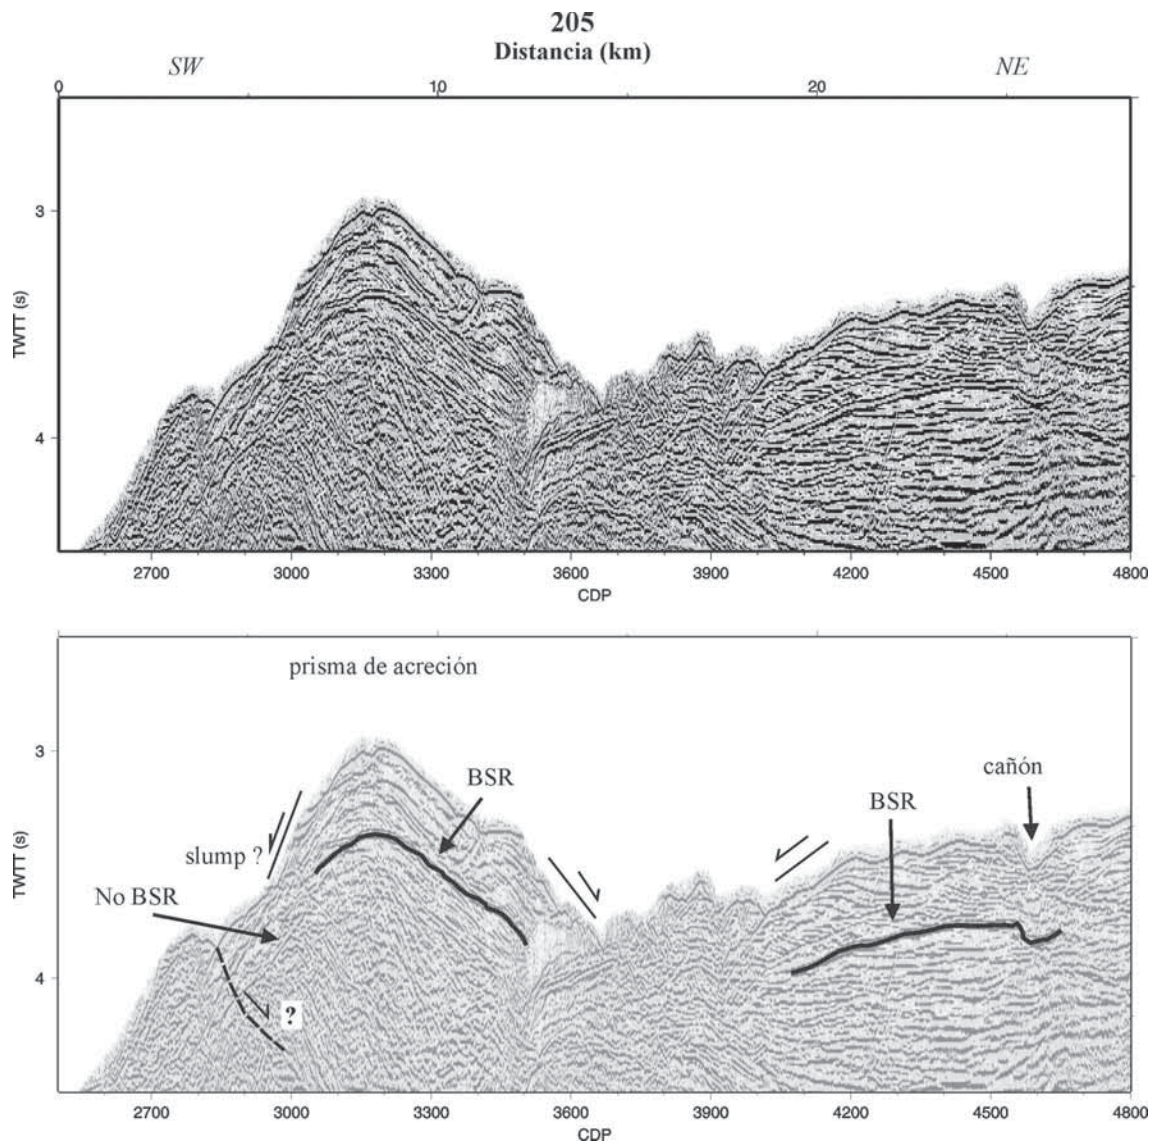 205
Distancia (km)
SW NE
0 10 20
3
TWTT (s)
4
2700 3000 3300 3600 3900 4200 4500 4800
CDP
prisma de acreción
3
BSR
cañón
BSR
TWTT (s)
slump ?
No BSR
4
?
2700 3000 3300 3600 3900 4200 4500 4800
CDP